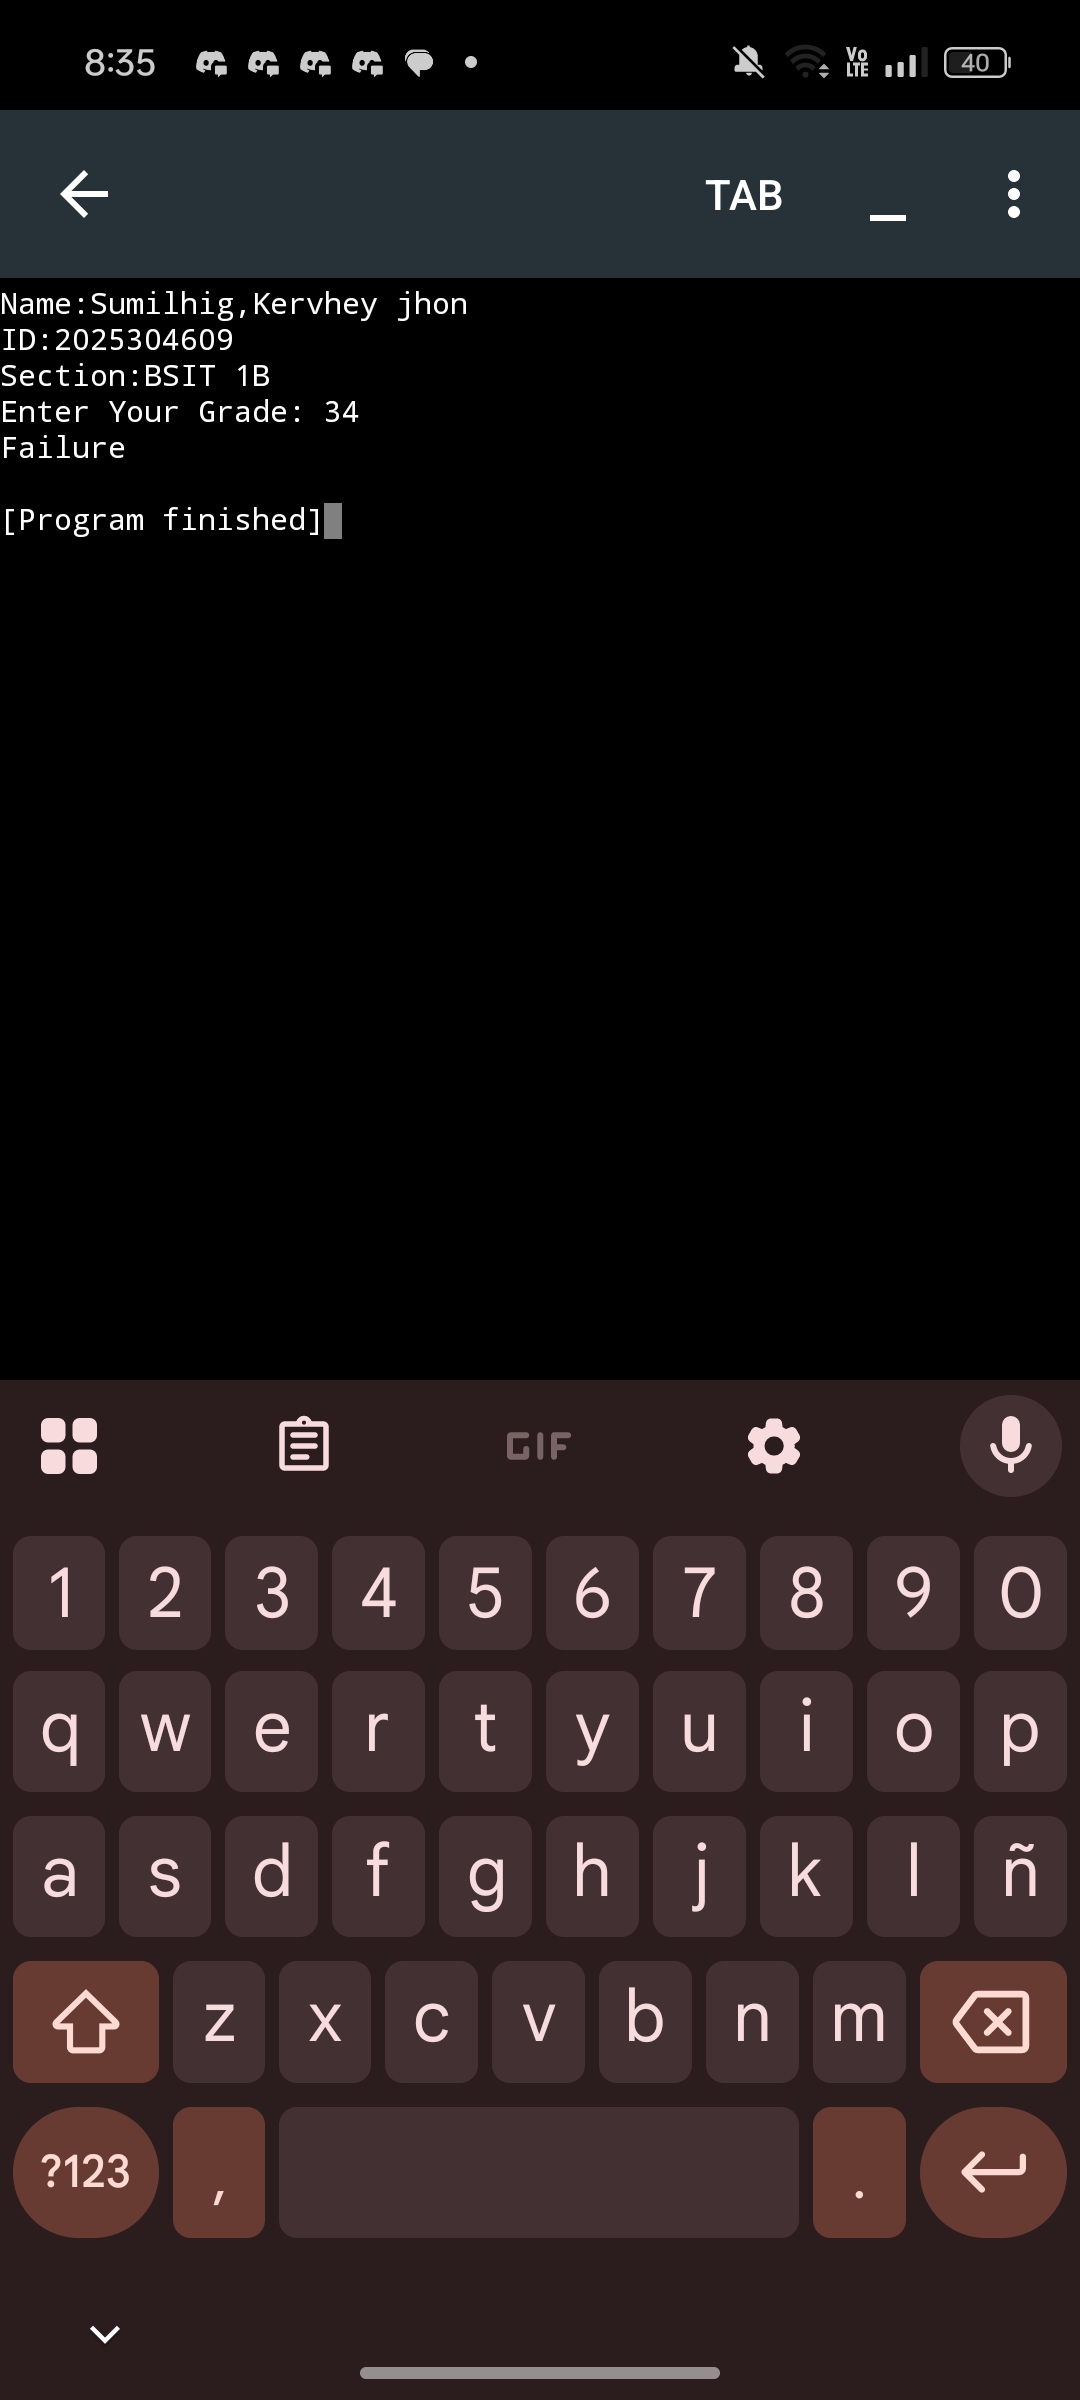 8:35
Vo LTE
40
TAB
Name:Sumilhig,Kervhey jhon
ID:2025304609
Section:BSIT 1B
Enter Your Grade: 34
Failure
[Program finished]
GIF
1 2 3 4 5 6 7 8 9 0
q w e r t y u i o p
a s d f g h j k l ñ
z x c v b n m
?123 , .